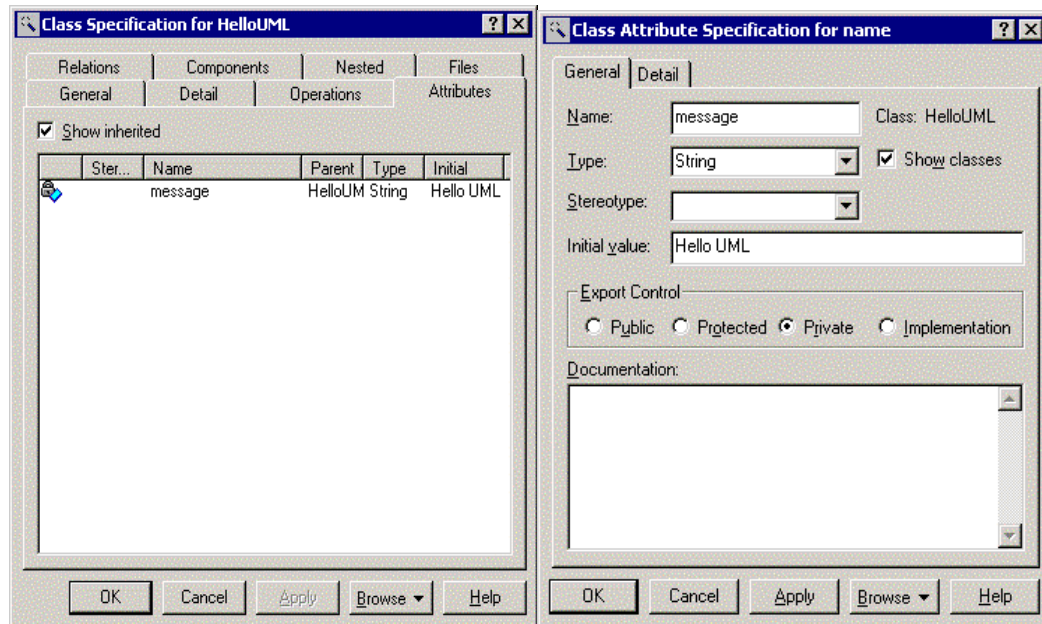 Class Specification for HelloUML
Relations Components Nested Files
General Detail Operations Attributes
Show inherited
Ster... Name Parent Type Initial
message HelloUM String Hello UML
OK Cancel Apply Browse Help
Class Attribute Specification for name
General Detail
Name: message Class: HelloUML
Type: String Show classes
Stereotype:
Initial value: Hello UML
Export Control
Public Protected Private Implementation
Documentation:
OK Cancel Apply Browse Help